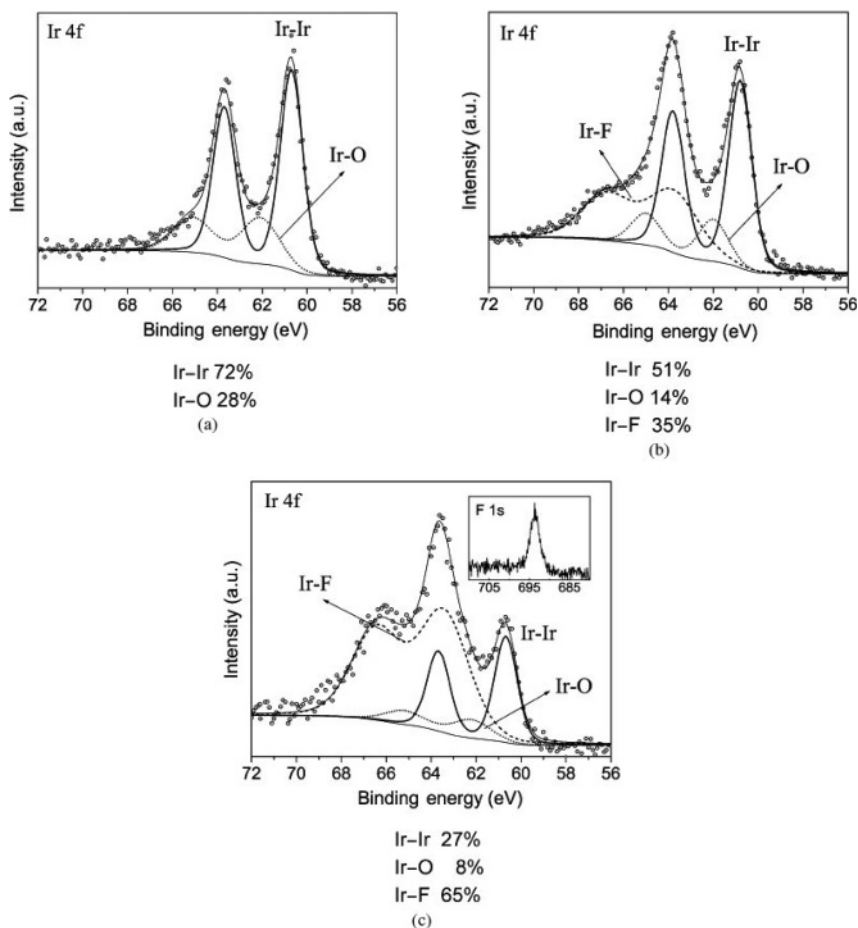 Ir 4f
Ir-Ir
Ir-O
Intensity (a.u.)
72 70 68 66 64 62 60 58 56
Binding energy (eV)
Ir–Ir 72%
Ir–O 28%
(a)
Ir 4f
Ir-Ir
Ir-F
Ir-O
Intensity (a.u.)
72 70 68 66 64 62 60 58 56
Binding energy (eV)
Ir–Ir 51%
Ir–O 14%
Ir–F 35%
(b)
Ir 4f
F 1s
705 695 685
Ir-F
Ir-Ir
Ir-O
Intensity (a.u.)
72 70 68 66 64 62 60 58 56
Binding energy (eV)
Ir–Ir 27%
Ir–O 8%
Ir–F 65%
(c)